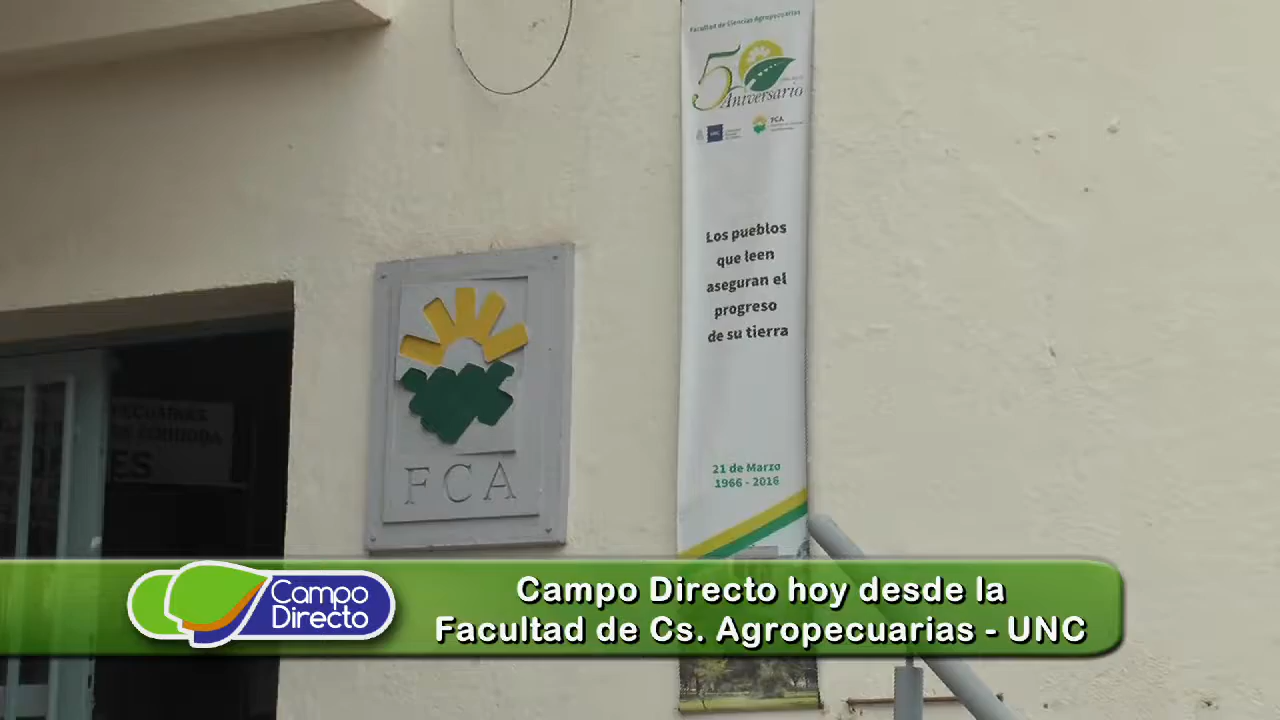 Facultad de Ciencias Agropecuarias
50
Aniversario
UNC
FCA
Los pueblos
que leen
aseguran el
progreso
de su tierra
21 de Marzo
1966 - 2016
FCA
Campo
Directo
Campo Directo hoy desde la
Facultad de Cs. Agropecuarias - UNC